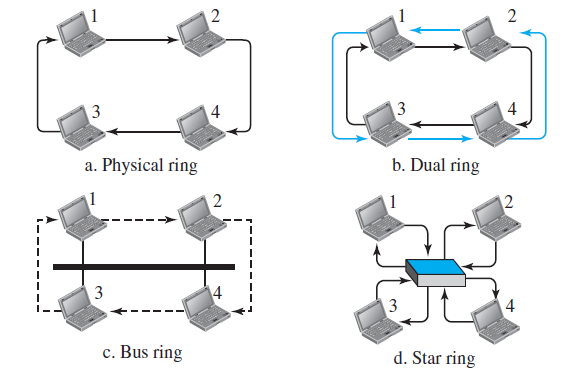 1 2
3 4
a. Physical ring
1 2
3 4
b. Dual ring
1 2
3 4
c. Bus ring
1 2
3 4
d. Star ring